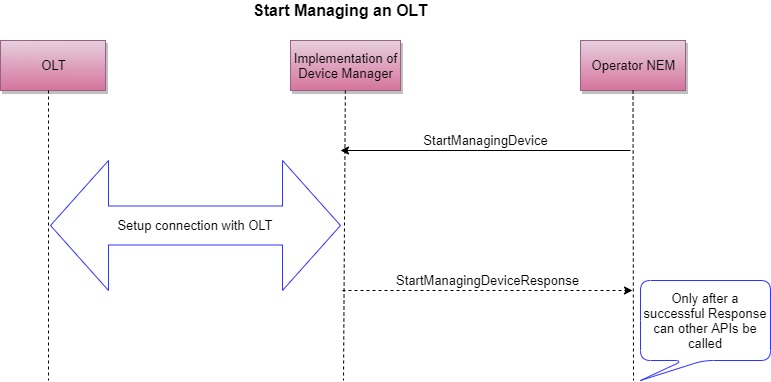 Start Managing an OLT
OLT
Implementation of
Device Manager
Operator NEM
StartManagingDevice
Setup connection with OLT
StartManagingDeviceResponse
Only after a
successful Response
can other APIs be
called